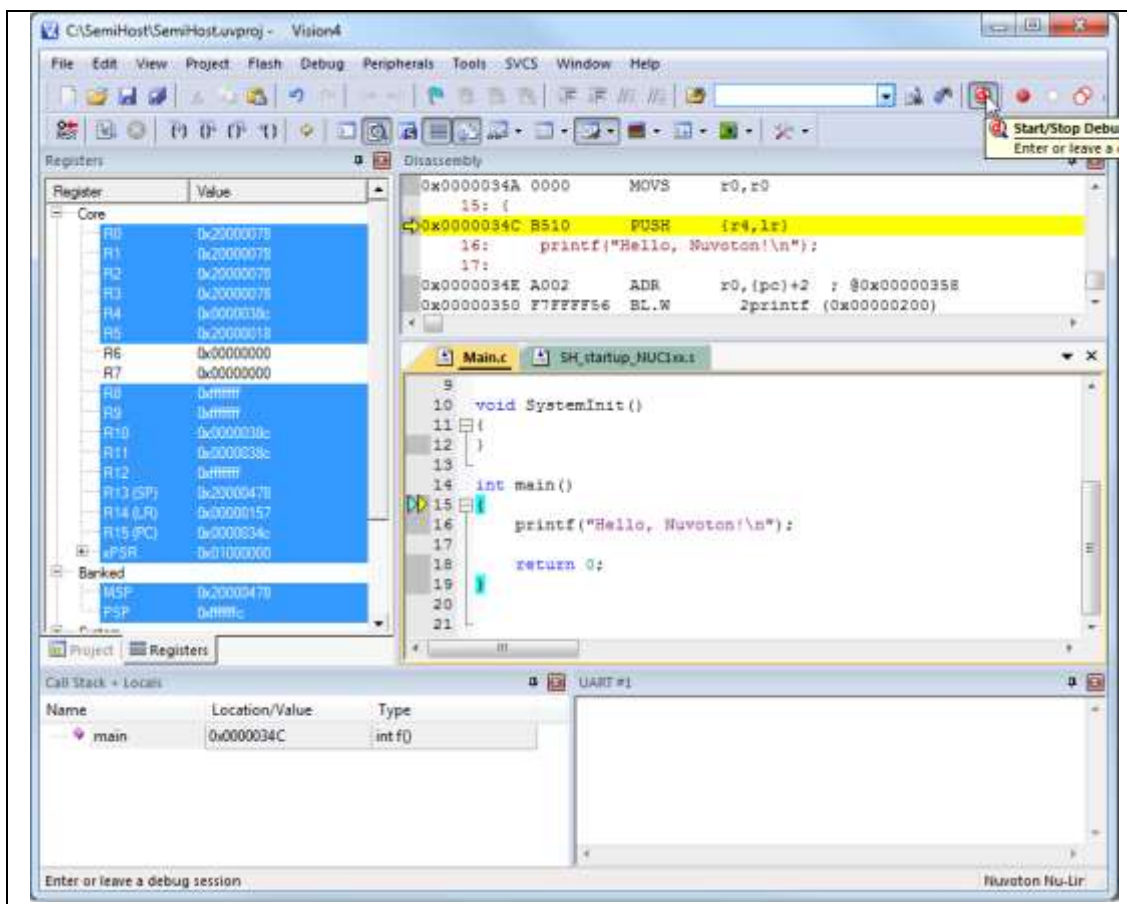 C:\SemiHost\SemiHost.uvproj - Vision4
File Edit View Project Flash Debug Peripherals Tools SVCS Window Help
Start/Stop Debu
Enter or leave a
Registers
Disassembly
Register Value
Core
R0 0x20000078
R1 0x20000078
R2 0x20000078
R3 0x20000078
R4 0x0000038c
R5 0x20000018
R6 0x00000000
R7 0x00000000
R8 0xffffffff
R9 0xffffffff
R10 0x0000038c
R11 0x0000038c
R12 0xffffffff
R13 (SP) 0x20000478
R14 (LR) 0x00000157
R15 (PC) 0x0000034c
xPSR 0x01000000
Banked
MSP 0x20000478
PSP 0xfffffffc
Project Registers
0x0000034A 0000 MOVS r0,r0
15: {
0x0000034C B510 PUSH {r4,lr}
16: printf("Hello, Nuvoton!\n");
17:
0x0000034E A002 ADR r0,{pc}+2 ; @0x00000358
0x00000350 F7FFFF56 BL.W 2printf (0x00000200)
Main.c SH_startup_NUC1xx.s
9
10 void SystemInit()
11 {
12 }
13
14 int main()
15 {
16 printf("Hello, Nuvoton!\n");
17
18 return 0;
19 }
20
21
Call Stack + Locals
Name Location/Value Type
main 0x0000034C int f()
UART #1
Enter or leave a debug session
Nuvoton Nu-Lin